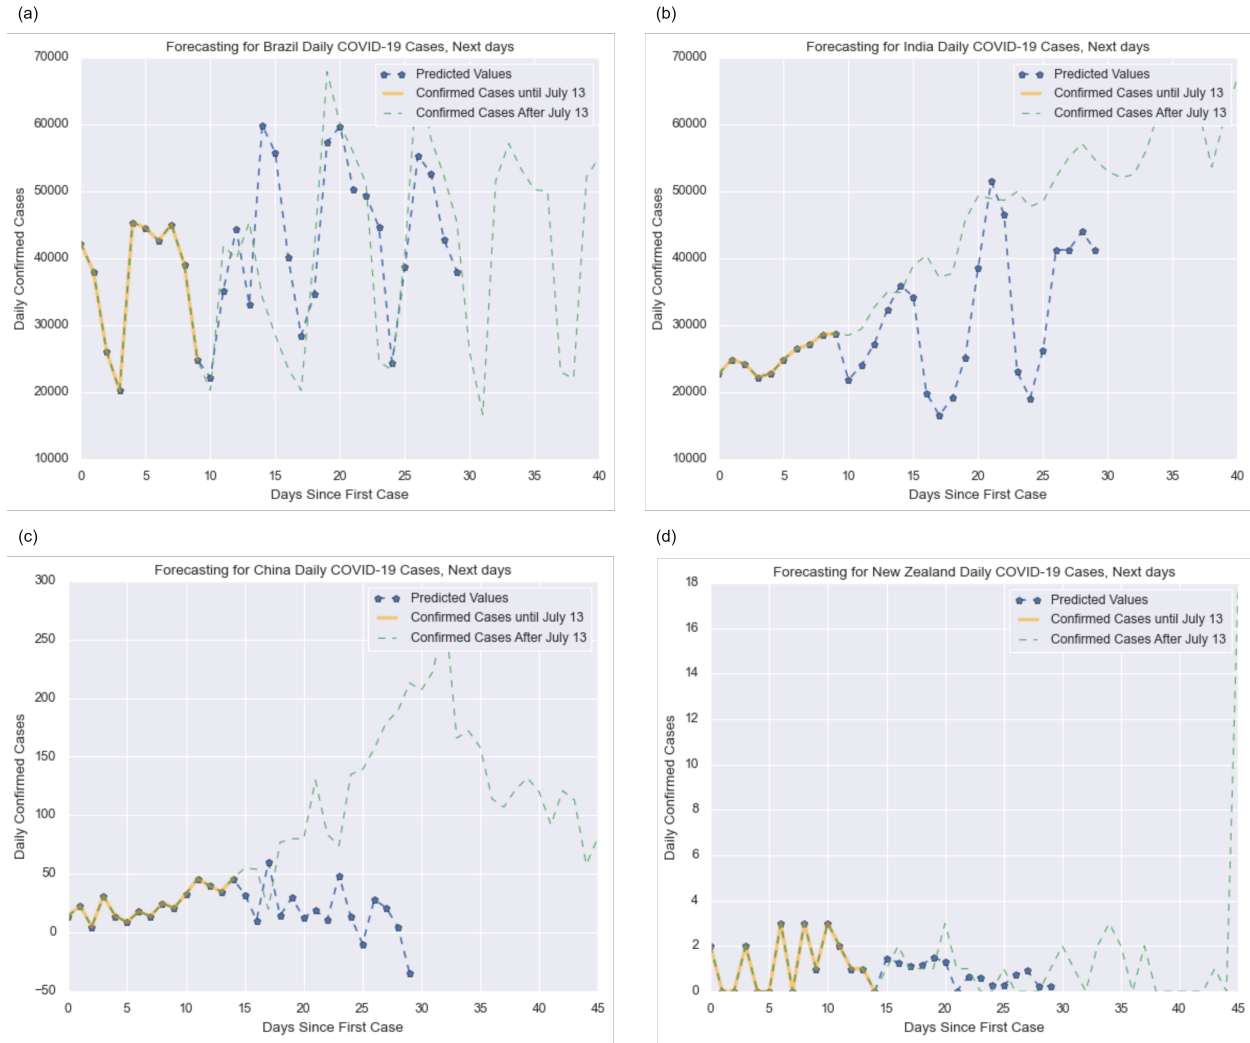 (a)
Forecasting for Brazil Daily COVID-19 Cases, Next days
Predicted Values
Confirmed Cases until July 13
Confirmed Cases After July 13
70000
60000
50000
40000
30000
20000
10000
Daily Confirmed Cases
0 5 10 15 20 25 30 35 40
Days Since First Case
(b)
Forecasting for India Daily COVID-19 Cases, Next days
Predicted Values
Confirmed Cases until July 13
Confirmed Cases After July 13
70000
60000
50000
40000
30000
20000
10000
Daily Confirmed Cases
0 5 10 15 20 25 30 35 40
Days Since First Case
(c)
Forecasting for China Daily COVID-19 Cases, Next days
Predicted Values
Confirmed Cases until July 13
Confirmed Cases After July 13
300
250
200
150
100
50
0
−50
Daily Confirmed Cases
0 5 10 15 20 25 30 35 40 45
Days Since First Case
(d)
Forecasting for New Zealand Daily COVID-19 Cases, Next days
Predicted Values
Confirmed Cases until July 13
Confirmed Cases After July 13
18
16
14
12
10
8
6
4
2
0
Daily Confirmed Cases
0 5 10 15 20 25 30 35 40 45
Days Since First Case